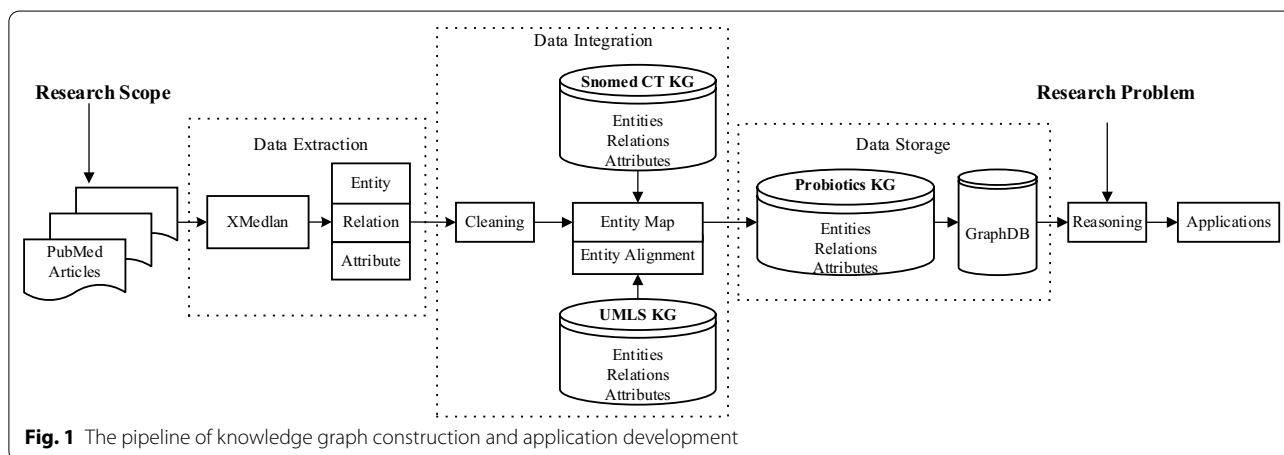 Research Scope
PubMed
Articles
Data Extraction
XMedlan
Entity
Relation
Attribute
Data Integration
Cleaning
Snomed CT KG
Entities
Relations
Attributes
Entity Map
Entity Alignment
UMLS KG
Entities
Relations
Attributes
Data Storage
Probiotics KG
Entities
Relations
Attributes
GraphDB
Research Problem
Reasoning
Applications
Fig. 1 The pipeline of knowledge graph construction and application development